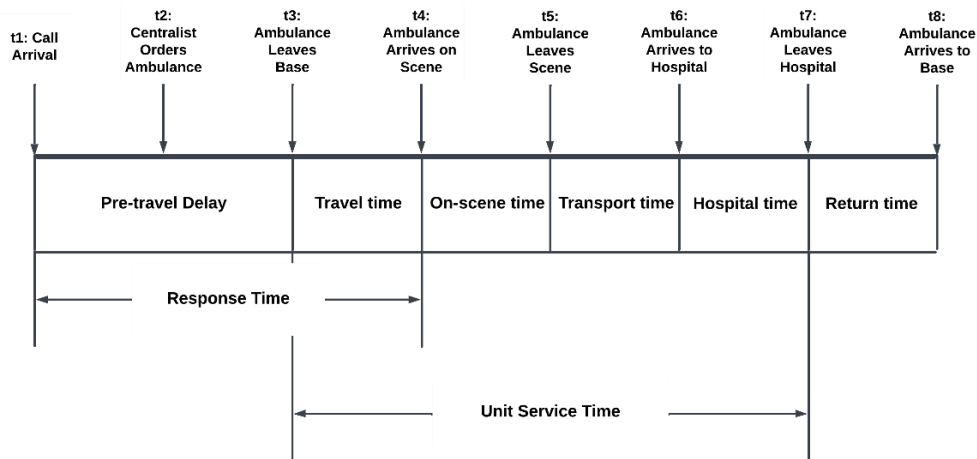 t1: Call
Arrival
t2:
Centralist
Orders
Ambulance
t3:
Ambulance
Leaves
Base
t4:
Ambulance
Arrives on
Scene
t5:
Ambulance
Leaves
Scene
t6:
Ambulance
Arrives to
Hospital
t7:
Ambulance
Leaves
Hospital
t8:
Ambulance
Arrives to
Base
Pre-travel Delay
Travel time
On-scene time
Transport time
Hospital time
Return time
Response Time
Unit Service Time